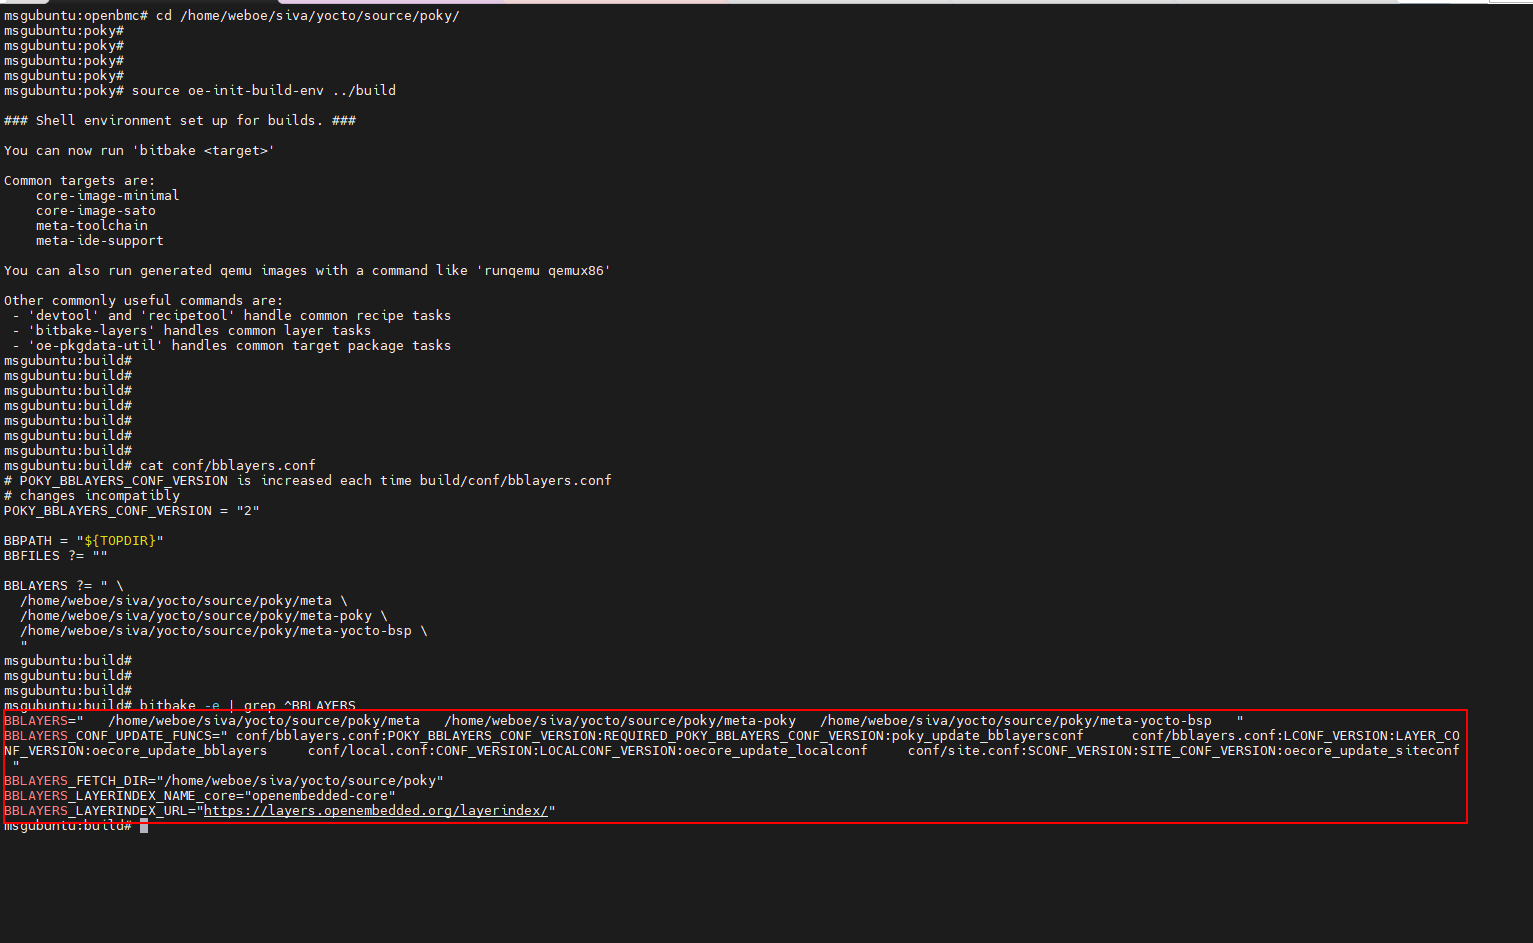 msgubuntu:openbmc# cd /home/weboe/siva/yocto/source/poky/
msgubuntu:poky#
msgubuntu:poky#
msgubuntu:poky#
msgubuntu:poky#
msgubuntu:poky# source oe-init-build-env ../build

### Shell environment set up for builds. ###

You can now run 'bitbake <target>'

Common targets are:
    core-image-minimal
    core-image-sato
    meta-toolchain
    meta-ide-support

You can also run generated qemu images with a command like 'runqemu qemux86'

Other commonly useful commands are:
 - 'devtool' and 'recipetool' handle common recipe tasks
 - 'bitbake-layers' handles common layer tasks
 - 'oe-pkgdata-util' handles common target package tasks
msgubuntu:build#
msgubuntu:build#
msgubuntu:build#
msgubuntu:build#
msgubuntu:build#
msgubuntu:build#
msgubuntu:build#
msgubuntu:build# cat conf/bblayers.conf
# POKY_BBLAYERS_CONF_VERSION is increased each time build/conf/bblayers.conf
# changes incompatibly
POKY_BBLAYERS_CONF_VERSION = "2"

BBPATH = "${TOPDIR}"
BBFILES ?= ""

BBLAYERS ?= " \
  /home/weboe/siva/yocto/source/poky/meta \
  /home/weboe/siva/yocto/source/poky/meta-poky \
  /home/weboe/siva/yocto/source/poky/meta-yocto-bsp \
  "
msgubuntu:build#
msgubuntu:build#
msgubuntu:build#
msgubuntu:build# bitbake -e | grep ^BBLAYERS
BBLAYERS="   /home/weboe/siva/yocto/source/poky/meta   /home/weboe/siva/yocto/source/poky/meta-poky   /home/weboe/siva/yocto/source/poky/meta-yocto-bsp   "
BBLAYERS_CONF_UPDATE_FUNCS=" conf/bblayers.conf:POKY_BBLAYERS_CONF_VERSION:REQUIRED_POKY_BBLAYERS_CONF_VERSION:poky_update_bblayersconf      conf/bblayers.conf:LCONF_VERSION:LAYER_CO
NF_VERSION:oecore_update_bblayers     conf/local.conf:CONF_VERSION:LOCALCONF_VERSION:oecore_update_localconf     conf/site.conf:SCONF_VERSION:SITE_CONF_VERSION:oecore_update_siteconf
 "
BBLAYERS_FETCH_DIR="/home/weboe/siva/yocto/source/poky"
BBLAYERS_LAYERINDEX_NAME_core="openembedded-core"
BBLAYERS_LAYERINDEX_URL="https://layers.openembedded.org/layerindex/"
msgubuntu:build#